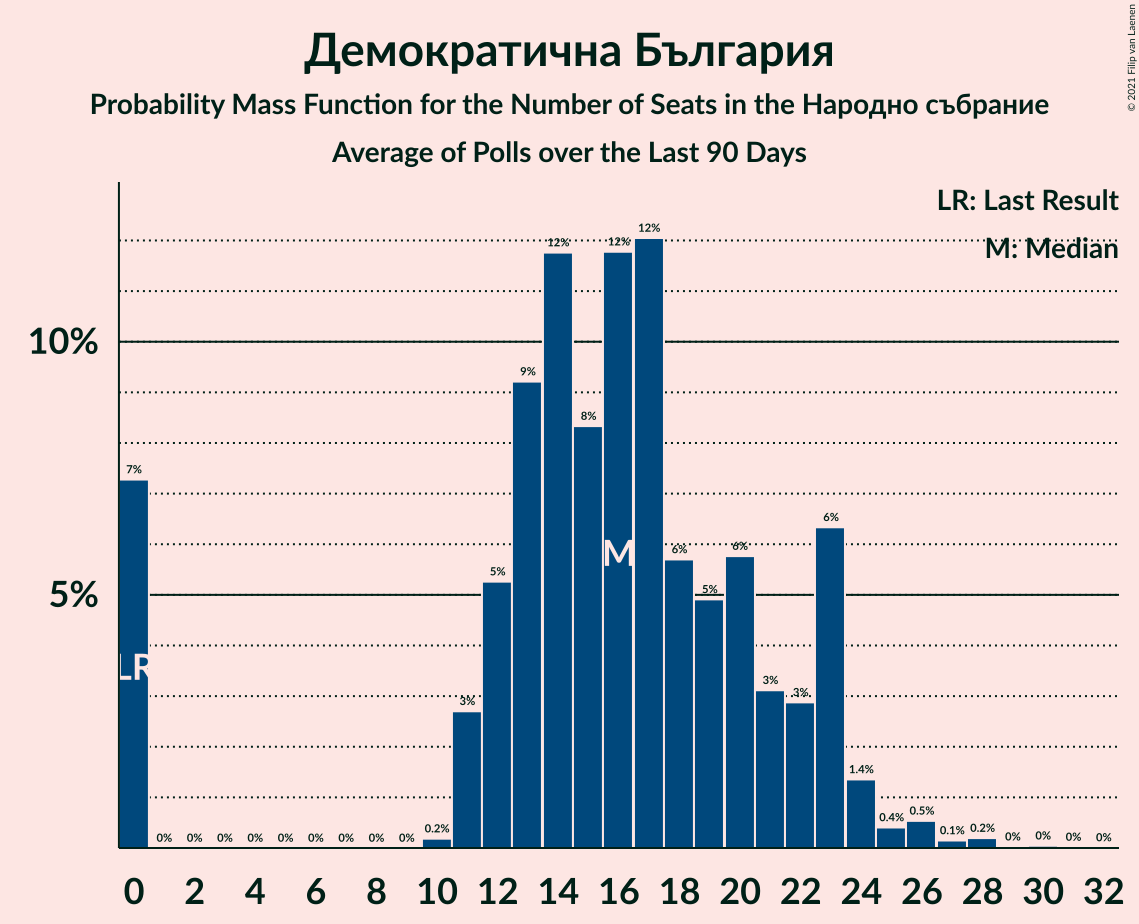 Демократична България
Probability Mass Function for the Number of Seats in the Народно събрание
Average of Polls over the Last 90 Days
© 2021 Filip van Laenen
LR: Last Result
M: Median
10%
5%
7% 0% 0% 0% 0% 0% 0% 0% 0% 0% 0.2% 3% 5% 9% 12% 8% 12% 12% 6% 5% 6% 3% 3% 6% 1.4% 0.4% 0.5% 0.1% 0.2% 0% 0% 0% 0%
LR
M
0 2 4 6 8 10 12 14 16 18 20 22 24 26 28 30 32